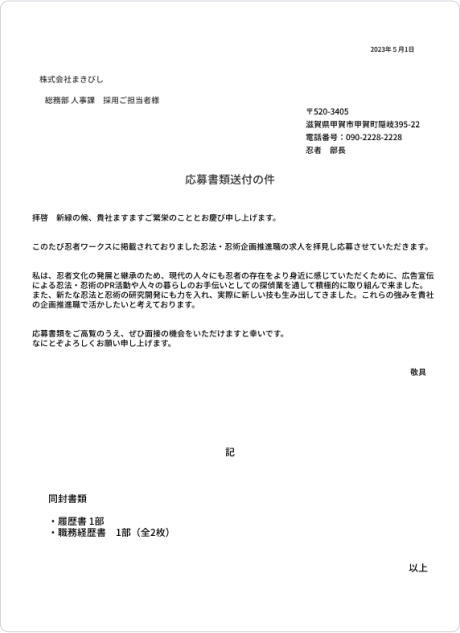 2023年５月1日
株式会社まきびし
総務部 人事課　採用ご担当者様
〒520-3405
滋賀県甲賀市甲賀町隠岐395-22
電話番号：090-2228-2228
忍者　部長
応募書類送付の件
拝啓　新緑の候、貴社ますますご繁栄のこととお慶び申し上げます。
このたび忍者ワークスに掲載されておりました忍法・忍術企画推進職の求人を拝見し応募させていただきます。
私は、忍者文化の発展と継承のため、現代の人々にも忍者の存在をより身近に感じていただくために、広告宣伝
による忍法・忍術のPR活動や人々の暮らしのお手伝いとしての探偵業を通して積極的に取り組んで来ました。
また、新たな忍法と忍術の研究開発にも力を入れ、実際に新しい技も生み出してきました。これらの強みを貴社
の企画推進職で活かしたいと考えております。
応募書類をご高覧のうえ、ぜひ面接の機会をいただけますと幸いです。
なにとぞよろしくお願い申し上げます。
敬具
記
同封書類
・履歴書 1部
・職務経歴書　1部（全2枚）
以上